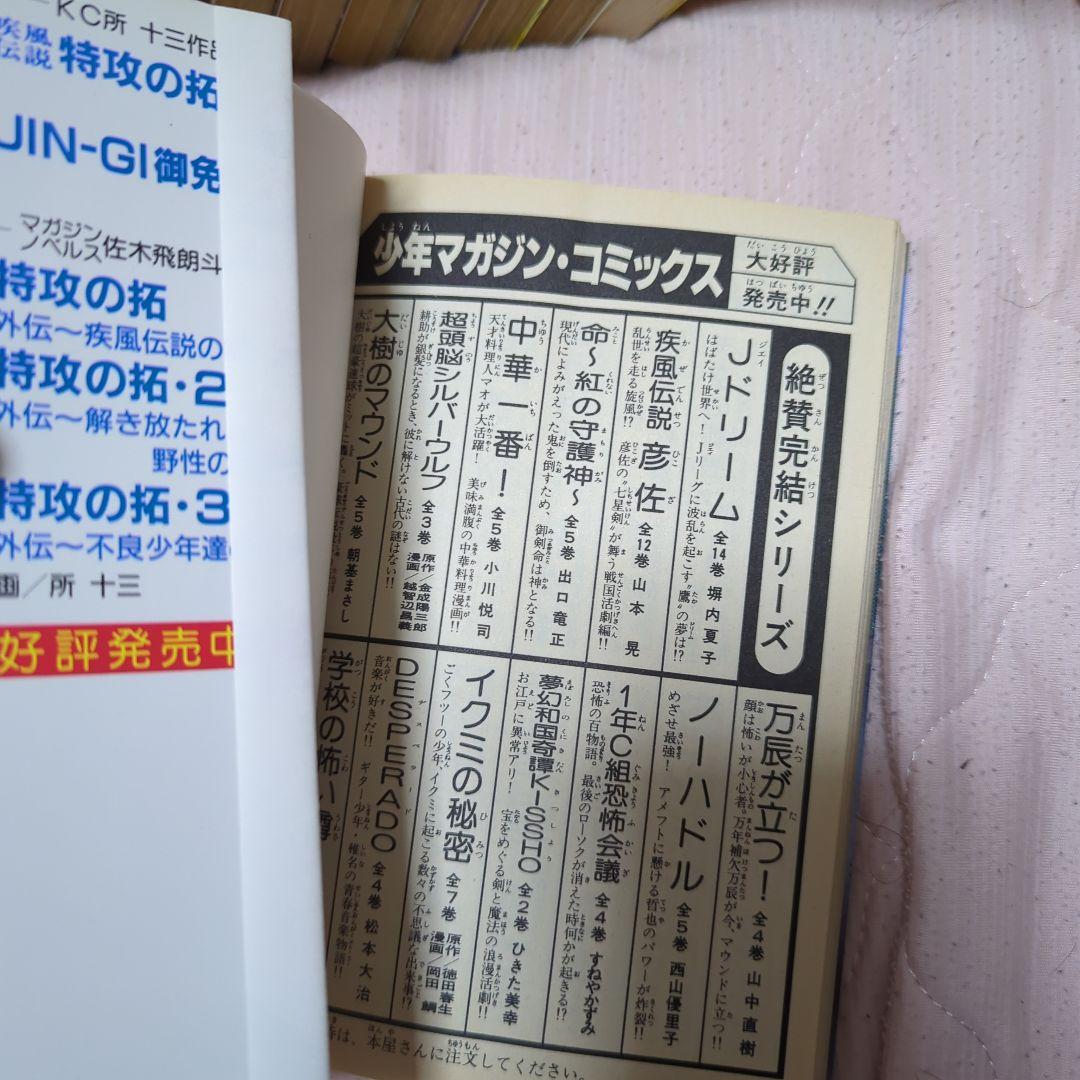 KC所 十三作品
疾風伝説 特攻の拓
JIN-GI御免
マガジンノベルス 佐木飛朗斗
特攻の拓
外伝～疾風伝説の
特攻の拓・2
外伝～解き放たれ
野性の
特攻の拓・3
外伝～不良少年達の
画／所 十三
好評発売中
少年マガジン・コミックス
大好評
発売中!!
絶賛完結シリーズ
Jドリーム 全14巻 塀内夏子
はばたけ世界へ！Jリーグに波乱を起こす"鷹"の夢は!?
疾風伝説 彦佐 全12巻 山本 晃
乱世を走る旋風!? 彦佐の"七星剣"が舞う戦国活劇編!!
命～紅の守護神～ 全5巻 出口竜正
現代によみがえった鬼を倒すため、御剣命は神となる!!
中華一番！ 全5巻 小川悦司
天才料理人マオが大活躍！ 美味満腹の中華料理漫画!!
超頭脳シルバーウルフ 全3巻 原作／金成陽三郎 漫画／越智辺昌義
耕助が銀髪になるとき、彼に解けない古代の謎はない!!
大樹のマウンド 全5巻 朝基まさし
万辰が立つ！ 全4巻 山中直樹
顔は怖いが小心者。万年補欠万辰が今、マウンドに立つ!!
ノーハドル 全5巻 西山優里子
めざせ最強！ アメフトに懸ける哲也のパワーが炸裂!!
1年C組恐怖会議 全4巻 すねやかずみ
恐怖の百物語。最後のローソクが消えた時何かが起きる!?
夢幻和国奇譚KISSHO 全2巻 ひきた美幸
お江戸に異常アリ！ 宝をめぐる剣と魔法の浪漫活劇!!
イクミの秘密 全7巻 原作／徳田春生 漫画／岡田 鯛
ごくフツーの少年、イクミに起こる数々の不思議な出来事!?
DESPERADO 全4巻 松本大治
音楽が好きだ!! ギター少年・椎名の青春音楽物語!!
学校の怖い噂
は、本屋さんに注文してください。